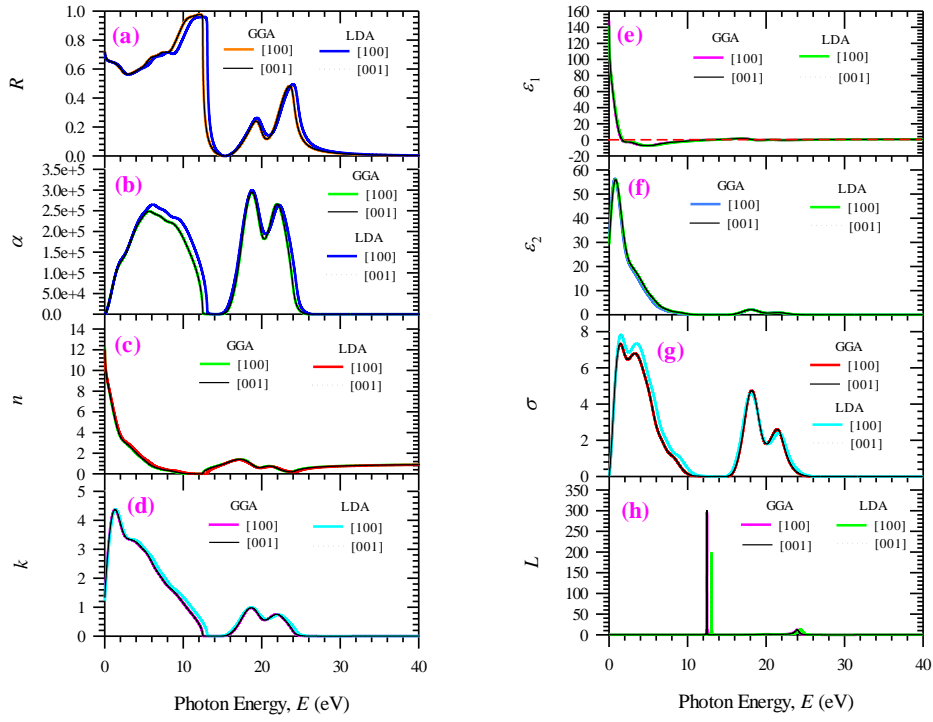 (a)
GGA LDA
[100] [100]
[001] [001]
R
1.0
0.8
0.6
0.4
0.2
0.0
(b)
GGA
[100]
[001]
LDA
[100]
[001]
α
3.5e+5
3.0e+5
2.5e+5
2.0e+5
1.5e+5
1.0e+5
5.0e+4
0.0
(c)
GGA LDA
[100] [100]
[001] [001]
n
14
12
10
8
6
4
2
0
(d)
GGA LDA
[100] [100]
[001] [001]
k
5
4
3
2
1
0
0 10 20 30 40
Photon Energy, E (eV)
(e)
GGA LDA
[100] [100]
[001] [001]
ε1
160
140
120
100
80
60
40
20
0
-20
(f)
GGA LDA
[100] [100]
[001] [001]
ε2
60
50
40
30
20
10
0
(g)
GGA
[100]
[001]
LDA
[100]
[001]
σ
8
6
4
2
0
(h)
GGA LDA
[100] [100]
[001] [001]
L
350
300
250
200
150
100
50
0
0 10 20 30 40
Photon Energy, E (eV)